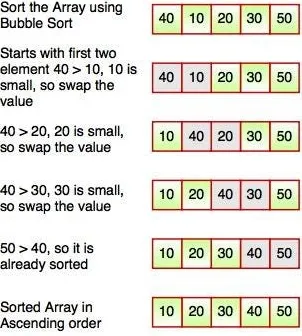 Sort the Array using
Bubble Sort
40 10 20 30 50
Starts with first two
element 40 > 10, 10 is
small, so swap the
value
40 10 20 30 50
40 > 20, 20 is small,
so swap the value
10 40 20 30 50
40 > 30, 30 is small,
so swap the value
10 20 40 30 50
50 > 40, so it is
already sorted
10 20 30 40 50
Sorted Array in
Ascending order
10 20 30 40 50